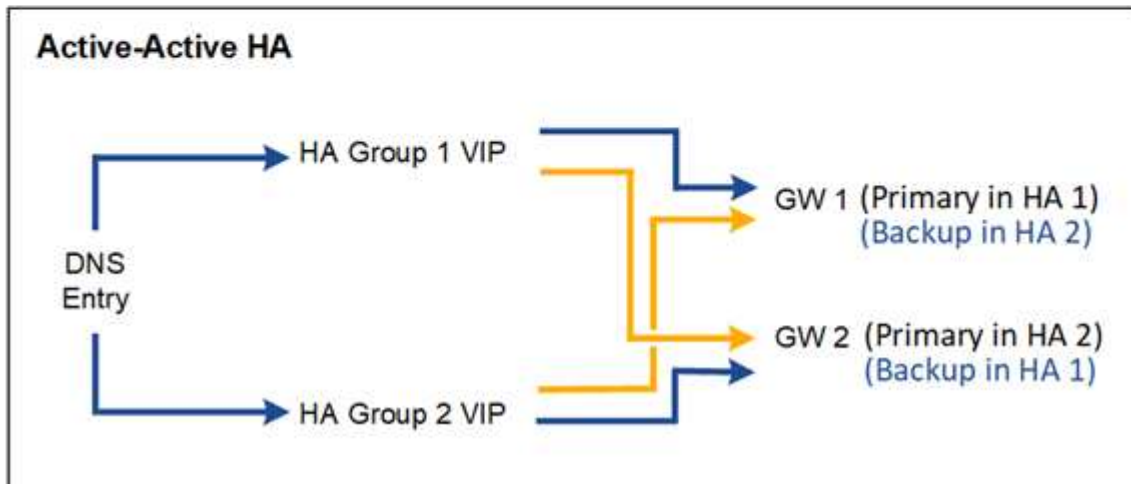 Active-Active HA
HA Group 1 VIP
GW 1 (Primary in HA 1)
(Backup in HA 2)
DNS
Entry
GW 2 (Primary in HA 2)
(Backup in HA 1)
HA Group 2 VIP